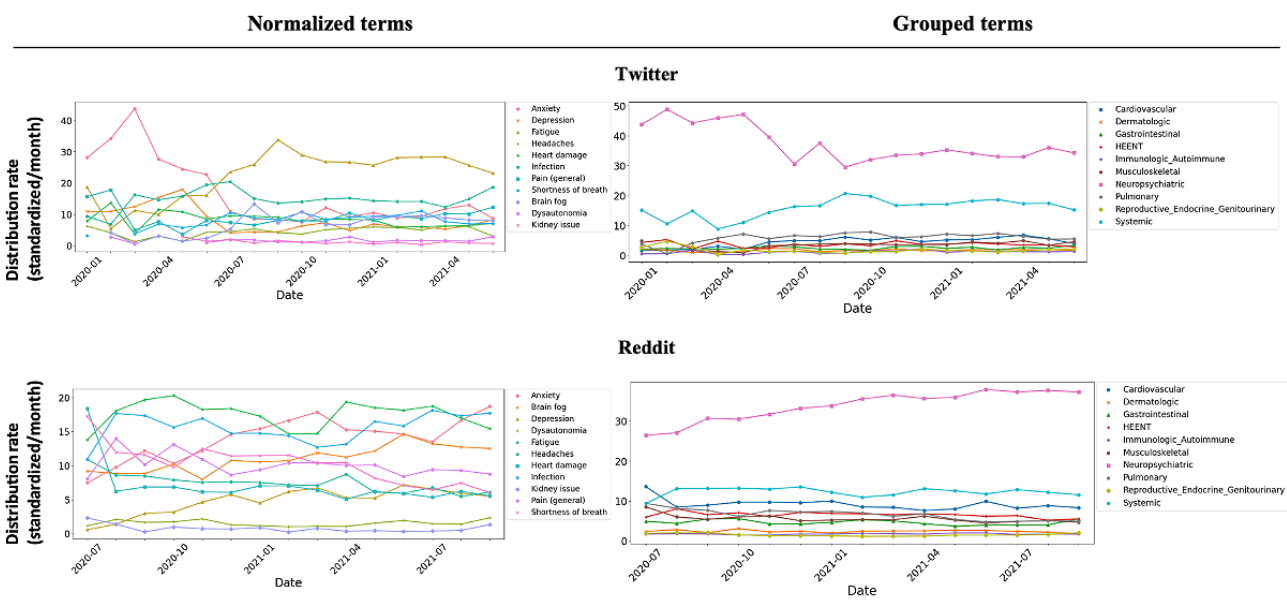 Normalized terms
Grouped terms
Twitter
Distribution rate
(standardized/month)
40
30
20
10
0
2020-01
2020-04
2020-07
2020-10
2021-01
2021-04
Date
Anxiety
Depression
Fatigue
Headaches
Heart damage
Infection
Pain (general)
Shortness of breath
Brain fog
Dysautonomia
Kidney issue
50
40
30
20
10
0
2020-01
2020-04
2020-07
2020-10
2021-01
2021-04
Date
Cardiovascular
Dermatologic
Gastrointestinal
HEENT
Immunologic_Autoimmune
Musculoskeletal
Neuropsychiatric
Pulmonary
Reproductive_Endocrine_Genitourinary
Systemic
Reddit
Distribution rate
(standardized/month)
20
15
10
5
0
2020-07
2020-10
2021-01
2021-04
2021-07
Date
Anxiety
Brain fog
Depression
Dysautonomia
Fatigue
Headaches
Heart damage
Infection
Kidney issue
Pain (general)
Shortness of breath
30
20
10
0
2020-07
2020-10
2021-01
2021-04
2021-07
Date
Cardiovascular
Dermatologic
Gastrointestinal
HEENT
Immunologic_Autoimmune
Musculoskeletal
Neuropsychiatric
Pulmonary
Reproductive_Endocrine_Genitourinary
Systemic